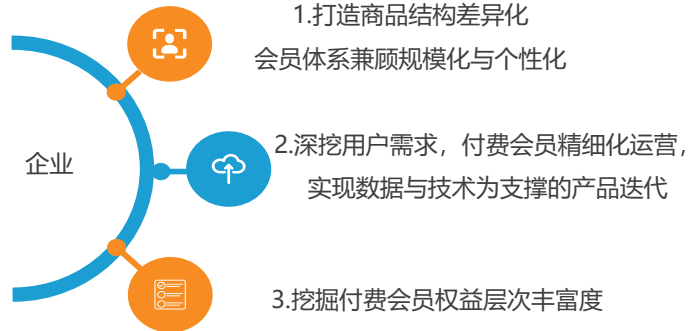 1.打造商品结构差异化
会员体系兼顾规模化与个性化
企业
2.深挖用户需求，付费会员精细化运营，
实现数据与技术为支撑的产品迭代
3.挖掘付费会员权益层次丰富度